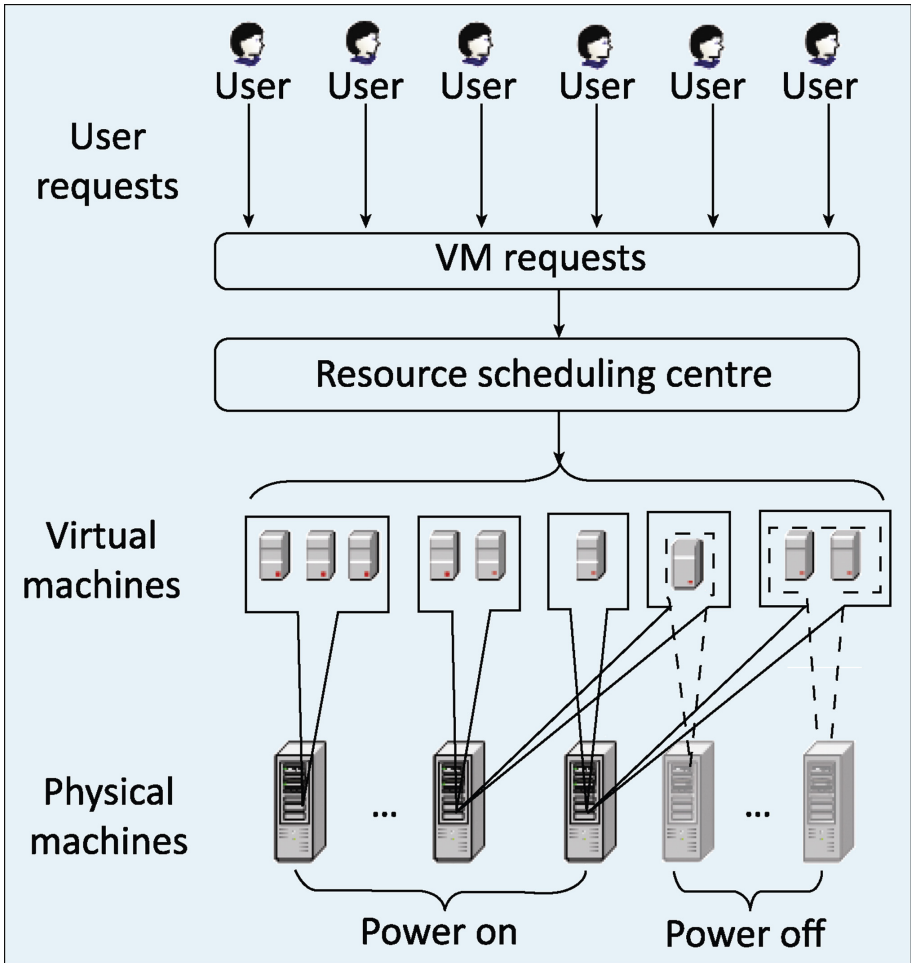 User User User User User User
User
requests
VM requests
Resource scheduling centre
Virtual
machines
Physical
machines
... ...
Power on Power off